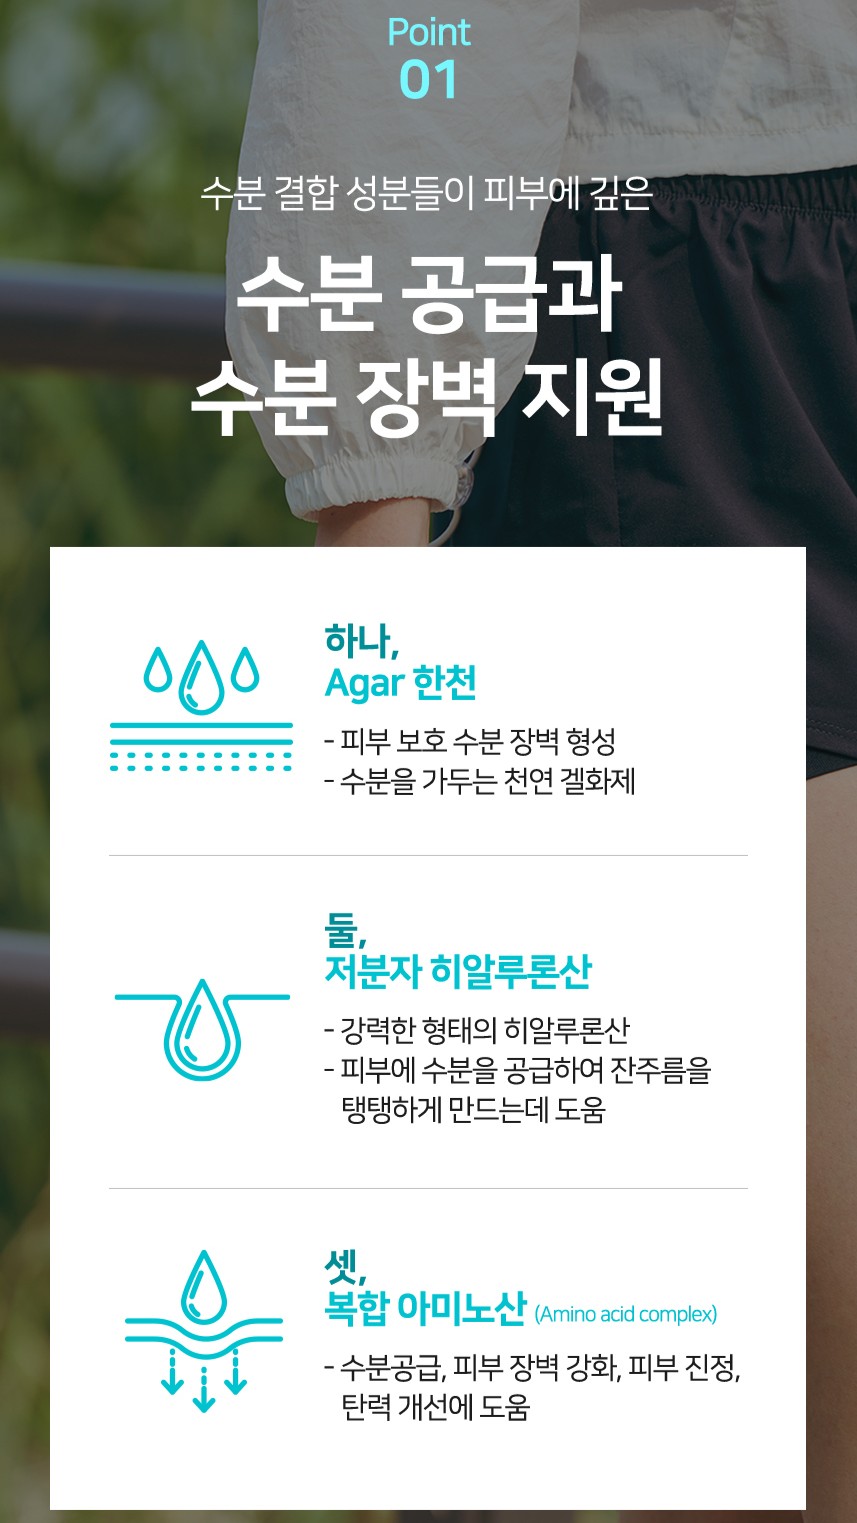 Point
01
수분 결합 성분들이 피부에 깊은
수분 공급과
수분 장벽 지원
하나,
Agar 한천
- 피부 보호 수분 장벽 형성
- 수분을 가두는 천연 겔화제
둘,
저분자 히알루론산
- 강력한 형태의 히알루론산
- 피부에 수분을 공급하여 잔주름을
탱탱하게 만드는데 도움
셋,
복합 아미노산 (Amino acid complex)
- 수분공급, 피부 장벽 강화, 피부 진정,
탄력 개선에 도움